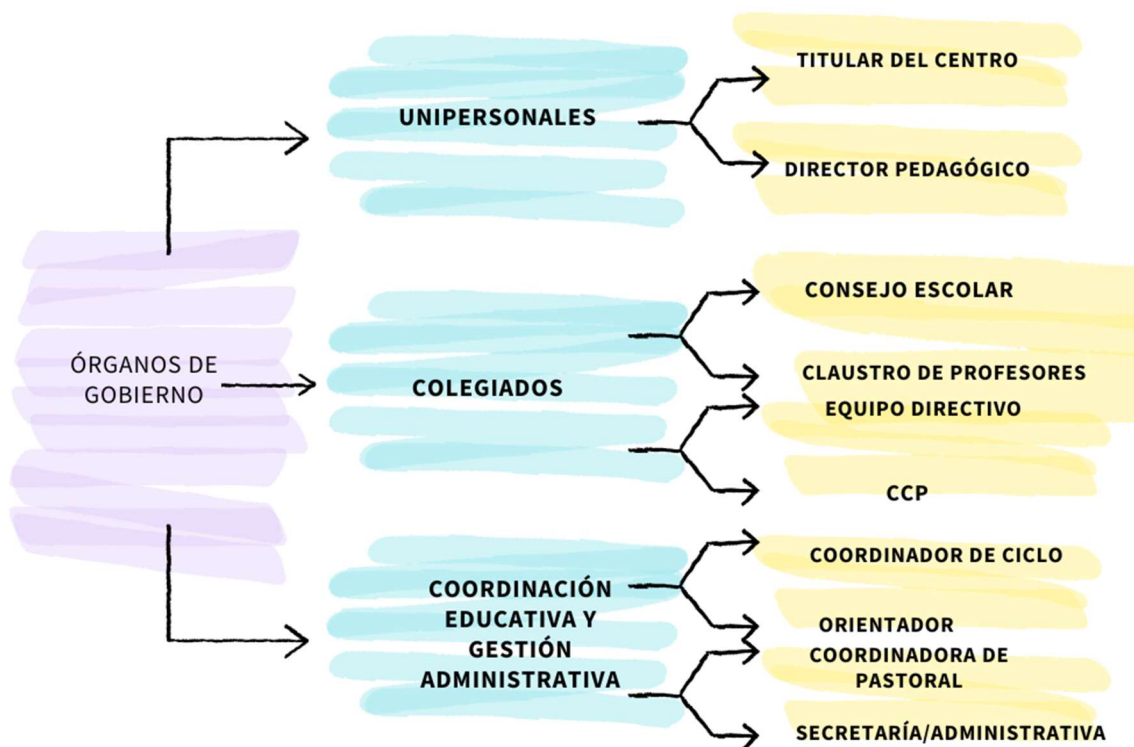 ÓRGANOS DE
GOBIERNO
UNIPERSONALES
TITULAR DEL CENTRO
DIRECTOR PEDAGÓGICO
COLEGIADOS
CONSEJO ESCOLAR
CLAUSTRO DE PROFESORES
EQUIPO DIRECTIVO
CCP
COORDINACIÓN
EDUCATIVA Y
GESTIÓN
ADMINISTRATIVA
COORDINADOR DE CICLO
ORIENTADOR
COORDINADORA DE
PASTORAL
SECRETARÍA/ADMINISTRATIVA